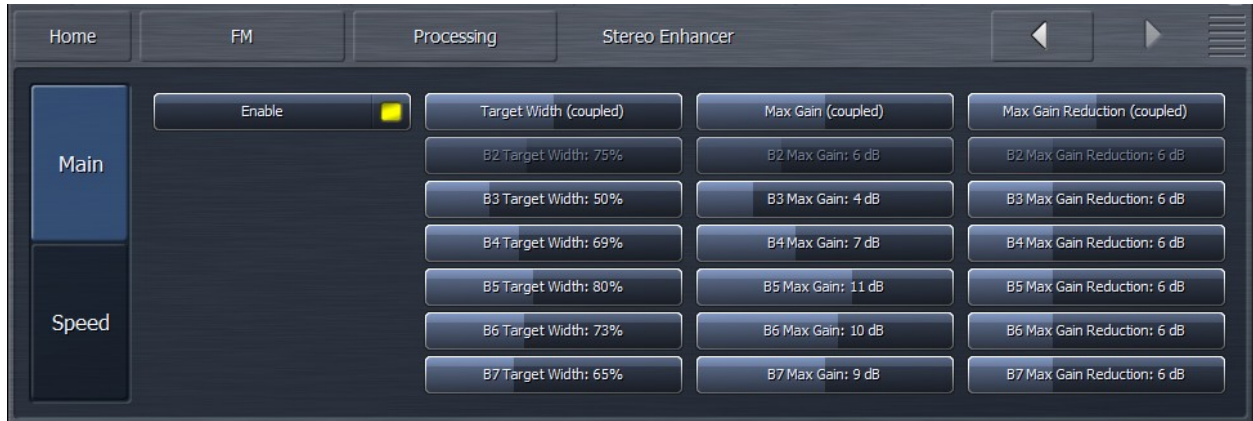 Home
FM
Processing
Stereo Enhancer
Main
Speed
Enable
Target Width (coupled)
Max Gain (coupled)
Max Gain Reduction (coupled)
B2 Target Width: 75%
B2 Max Gain: 6 dB
B2 Max Gain Reduction: 6 dB
B3 Target Width: 50%
B3 Max Gain: 4 dB
B3 Max Gain Reduction: 6 dB
B4 Target Width: 69%
B4 Max Gain: 7 dB
B4 Max Gain Reduction: 6 dB
B5 Target Width: 80%
B5 Max Gain: 11 dB
B5 Max Gain Reduction: 6 dB
B6 Target Width: 73%
B6 Max Gain: 10 dB
B6 Max Gain Reduction: 6 dB
B7 Target Width: 65%
B7 Max Gain: 9 dB
B7 Max Gain Reduction: 6 dB